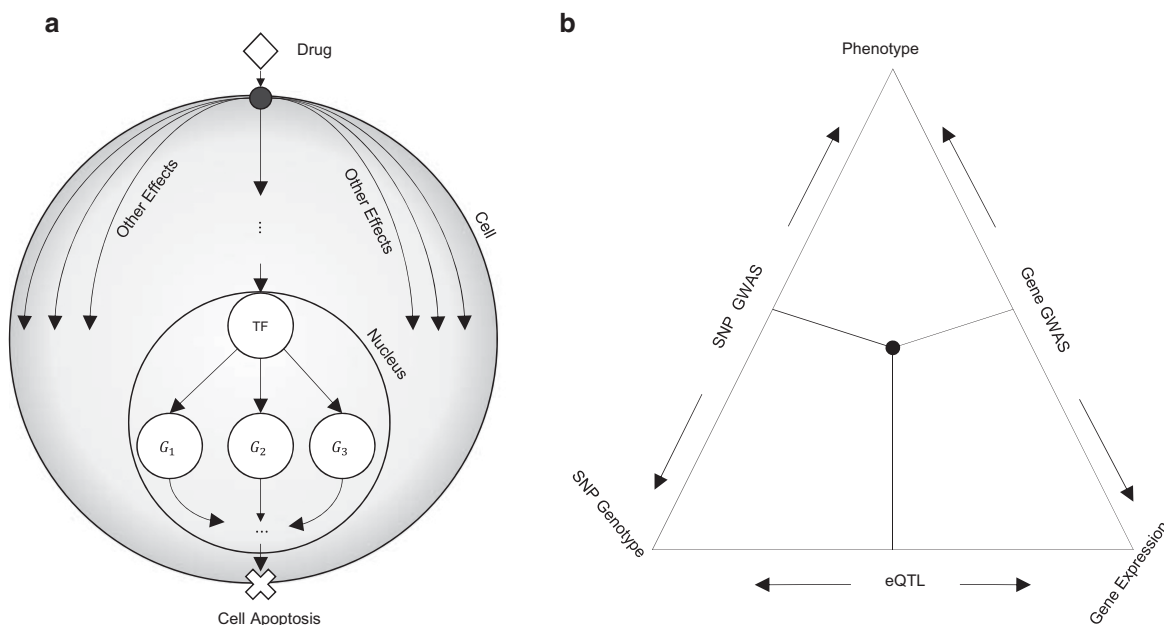 a
Drug
Other Effects
Other Effects
Cell
...
TF
Nucleus
G₁
G₂
G₃
...
Cell Apoptosis
b
Phenotype
SNP GWAS
Gene GWAS
SNP Genotype
eQTL
Gene Expression